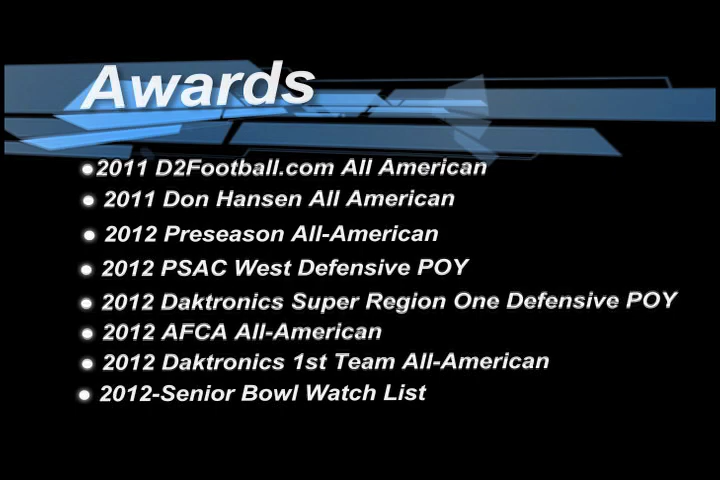 Awards
●2011 D2Football.com All American
● 2011 Don Hansen All American
● 2012 Preseason All-American
● 2012 PSAC West Defensive POY
● 2012 Daktronics Super Region One Defensive POY
● 2012 AFCA All-American
● 2012 Daktronics 1st Team All-American
● 2012-Senior Bowl Watch List